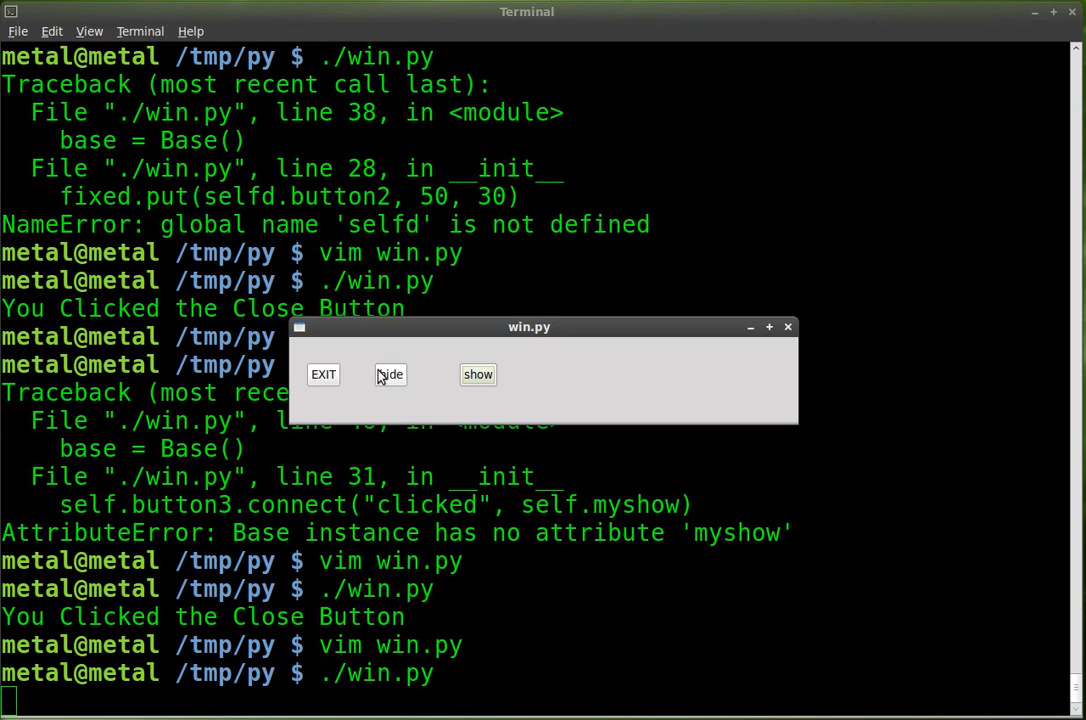 Terminal
File Edit View Terminal Help
metal@metal /tmp/py $ ./win.py
Traceback (most recent call last):
File "./win.py", line 38, in <module>
base = Base()
File "./win.py", line 28, in __init__
fixed.put(selfd.button2, 50, 30)
NameError: global name 'selfd' is not defined
metal@metal /tmp/py $ vim win.py
metal@metal /tmp/py $ ./win.py
You Clicked the Close Button
metal@metal /tmp/py
metal@metal /tmp/py
Traceback (most rece
File "./win.py",
base = Base()
File "./win.py", line 31, in __init__
self.button3.connect("clicked", self.myshow)
AttributeError: Base instance has no attribute 'myshow'
metal@metal /tmp/py $ vim win.py
metal@metal /tmp/py $ ./win.py
You Clicked the Close Button
metal@metal /tmp/py $ vim win.py
metal@metal /tmp/py $ ./win.py
win.py
EXIT hide show